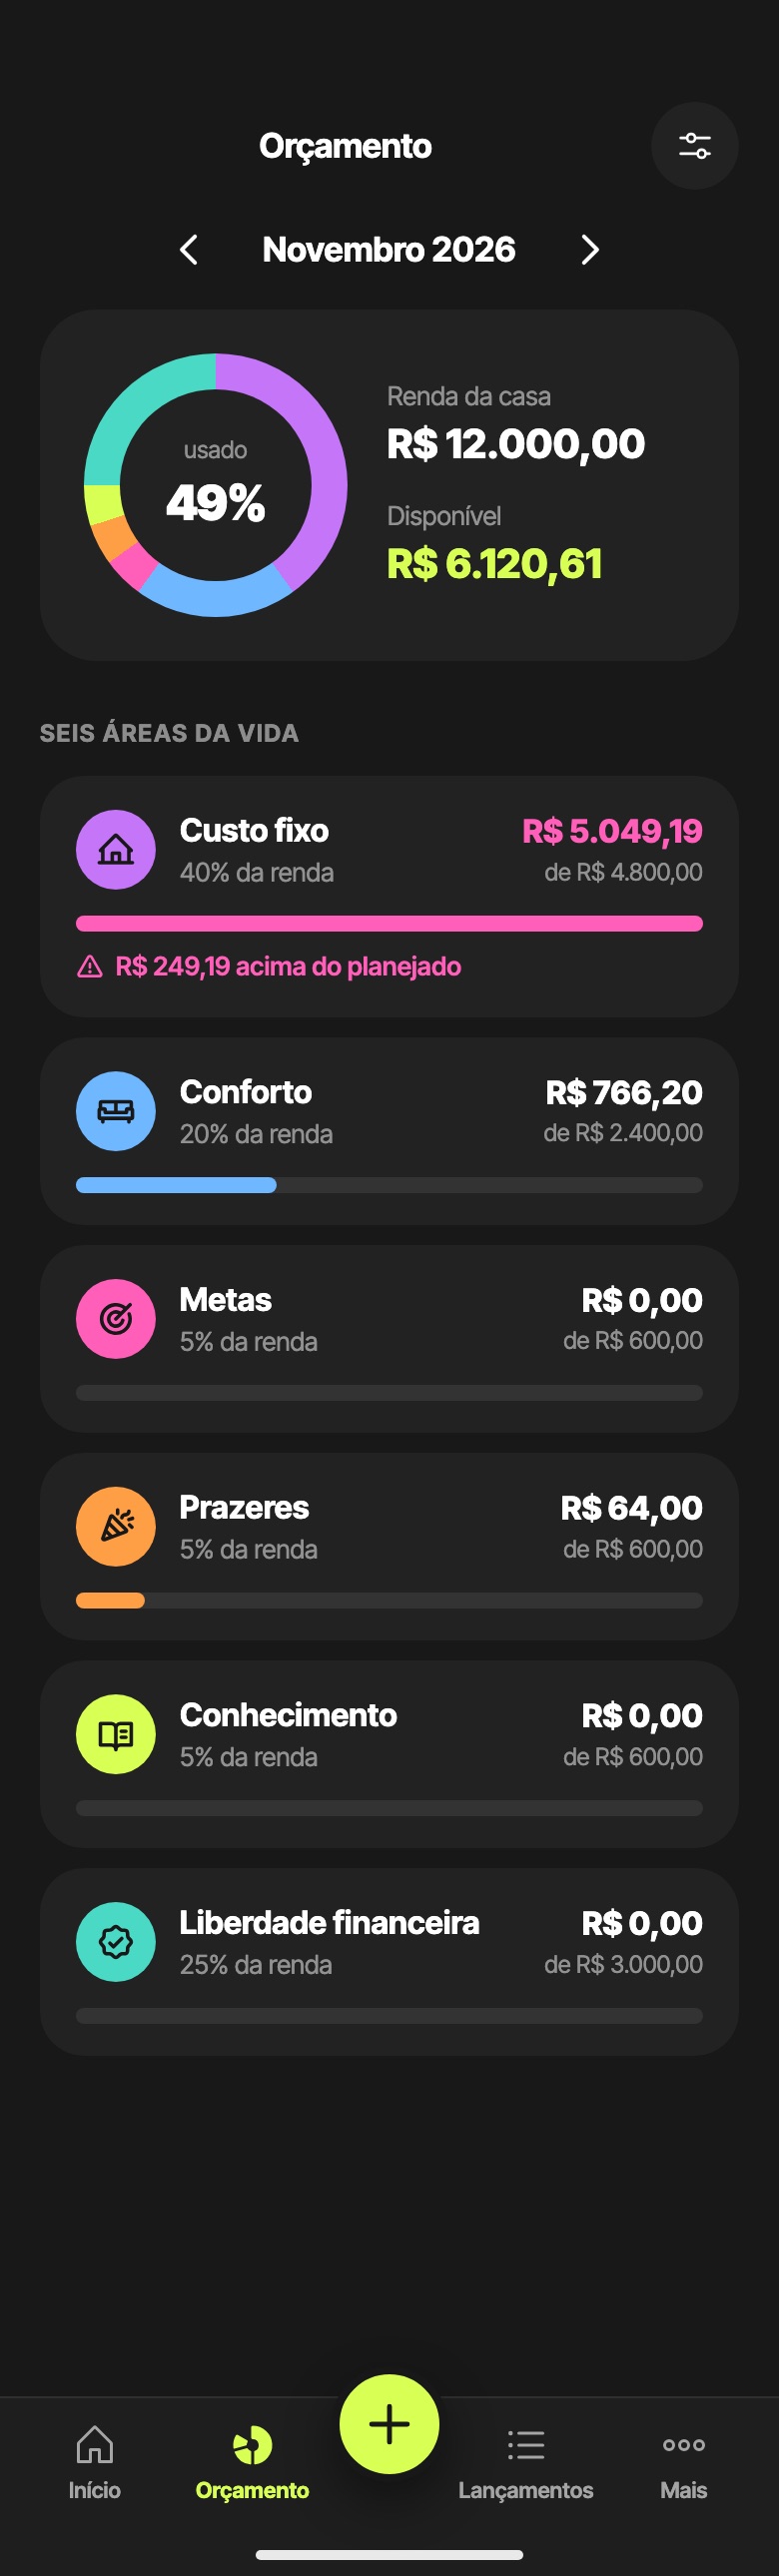 Orçamento
Novembro 2026
usado
49%
Renda da casa
R$ 12.000,00
Disponível
R$ 6.120,61
SEIS ÁREAS DA VIDA
Custo fixo
R$ 5.049,19
40% da renda
de R$ 4.800,00
R$ 249,19 acima do planejado
Conforto
R$ 766,20
20% da renda
de R$ 2.400,00
Metas
R$ 0,00
5% da renda
de R$ 600,00
Prazeres
R$ 64,00
5% da renda
de R$ 600,00
Conhecimento
R$ 0,00
5% da renda
de R$ 600,00
Liberdade financeira
R$ 0,00
25% da renda
de R$ 3.000,00
Início
Orçamento
Lançamentos
Mais